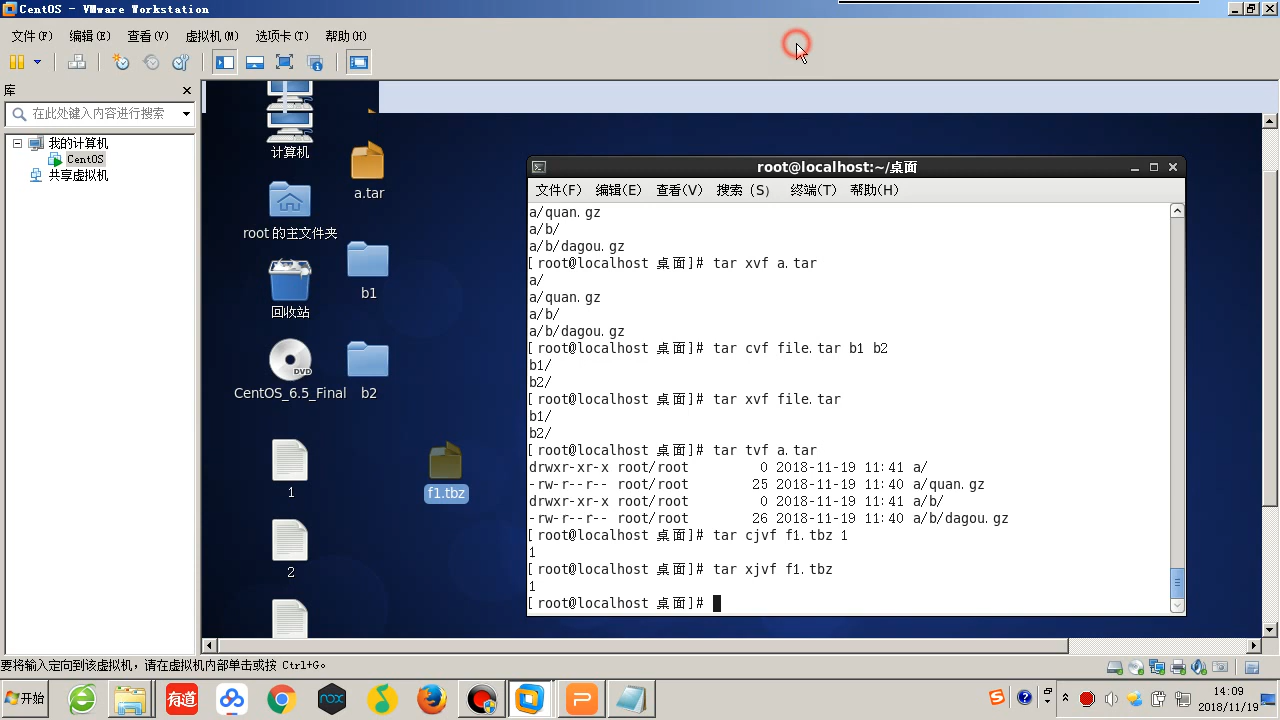 CentOS - VMware Workstation
文件(F) 编辑(E) 查看(V) 虚拟机(M) 选项卡(T) 帮助(H)
库
在此处键入内容进行搜索
我的计算机
CentOS
共享虚拟机
计算机
a.tar
root 的主文件夹
b1
回收站
DVD
CentOS_6.5_Final
b2
1
f1.tbz
2
root@localhost:~/桌面
文件(F) 编辑(E) 查看(V) 搜索 (S) 终端(T) 帮助(H)
a/quan.gz
a/b/
a/b/dagou.gz
[root@localhost 桌面]# tar xvf a.tar
a/
a/quan.gz
a/b/
a/b/dagou.gz
[root@localhost 桌面]# tar cvf file.tar b1 b2
b1/
b2/
[root@localhost 桌面]# tar xvf file.tar
b1/
b2/
[root@localhost 桌面]# tar tvf a.tar
drwxr-xr-x root/root 0 2018-11-19 11:41 a/
-rw-r--r-- root/root 25 2018-11-19 11:40 a/quan.gz
drwxr-xr-x root/root 0 2018-11-19 11:41 a/b/
-rw-r--r-- root/root 26 2018-11-19 11:40 a/b/dagou.gz
[root@localhost 桌面]# tar cjvf f1.tbz 1
1
[root@localhost 桌面]# tar xjvf f1.tbz
1
[root@localhost 桌面]#
要将输入定向到该虚拟机，请在虚拟机内部单击或按 Ctrl+G。
开始
有道
nox
11:09
2018/11/19